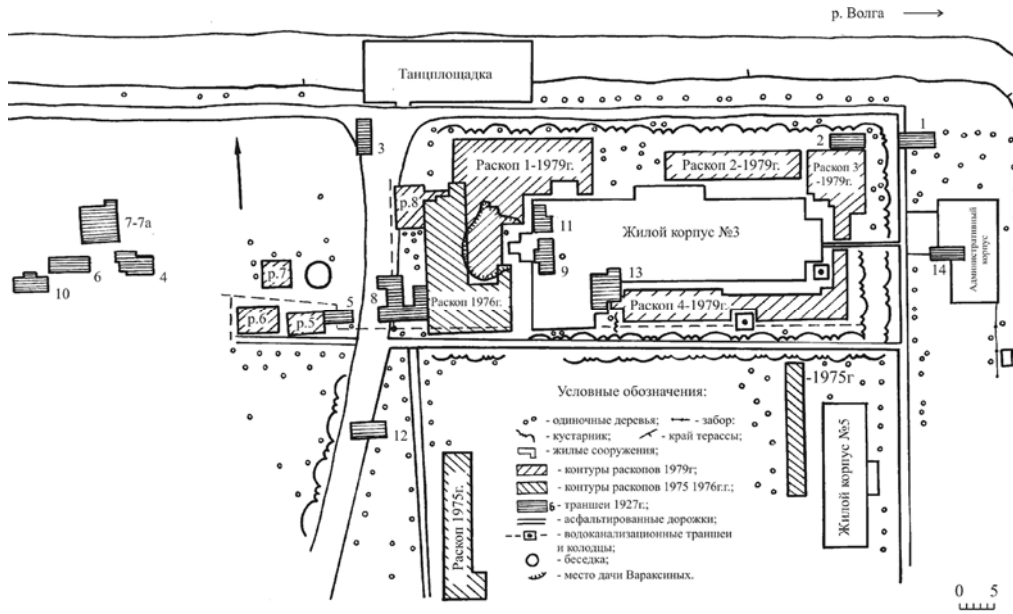 р. Волга
Танцплощадка
1
2
3
Раскоп 1-1979г.
Раскоп 2-1979г.
Раскоп 3
-1979г.
р.8
7-7а
11
Жилой корпус №3
6
4
р.7
9
13
14
Административный
корпус
10
8
Раскоп 1976г.
Раскоп 4-1979г.
р.6
р.5
5
12
-1975г
Условные обозначения:
- одиночные деревья;
- забор:
- кустарник;
- край террасы;
- жилые сооружения;
- контуры раскопов 1979г;
- контуры раскопов 1975 1976г.г.;
6 - траншеи 1927г.;
- асфальтированные дорожки;
- водоканализационные траншеи
и колодцы;
- беседка;
- место дачи Вараксиных.
Раскоп 1975г.
Жилой корпус №5
0 5